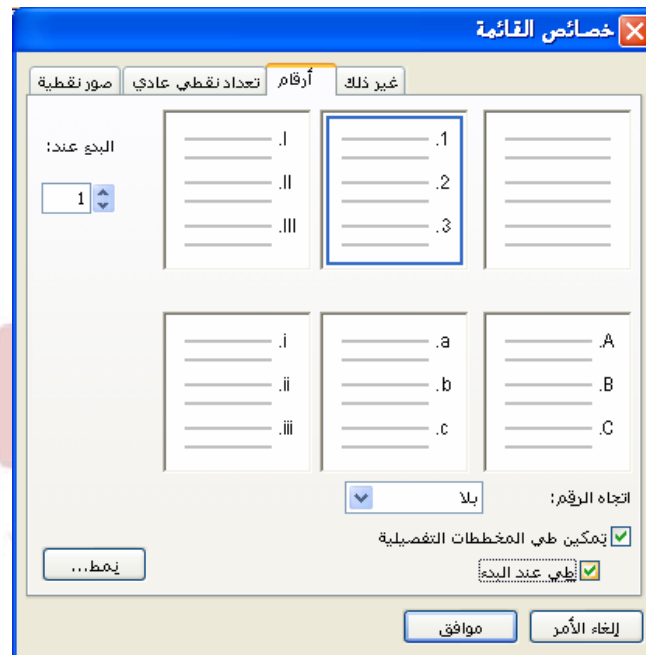 خصائص القائمة
غير ذلك
أرقام
تعداد نقطي عادي
صور نقطية
البدء عند:
1
1.
2.
3.
I.
II.
III.
A.
B.
C.
a.
b.
c.
i.
ii.
iii.
اتجاه الرقم:
بلا
تمكين طي المخططات التفصيلية
طي عند البدء
نمط...
إلغاء الأمر
موافق